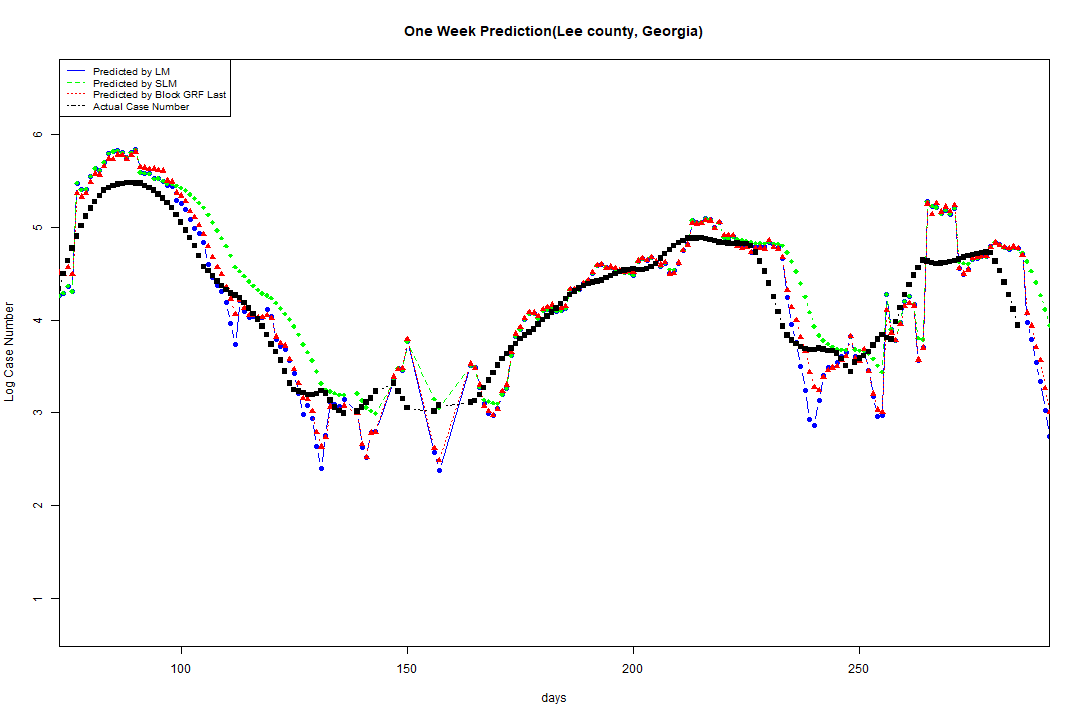 One Week Prediction(Lee county, Georgia)
Predicted by LM
Predicted by SLM
Predicted by Block GRF Last
Actual Case Number
6
5
4
3
2
1
Log Case Number
100 150 200 250
days